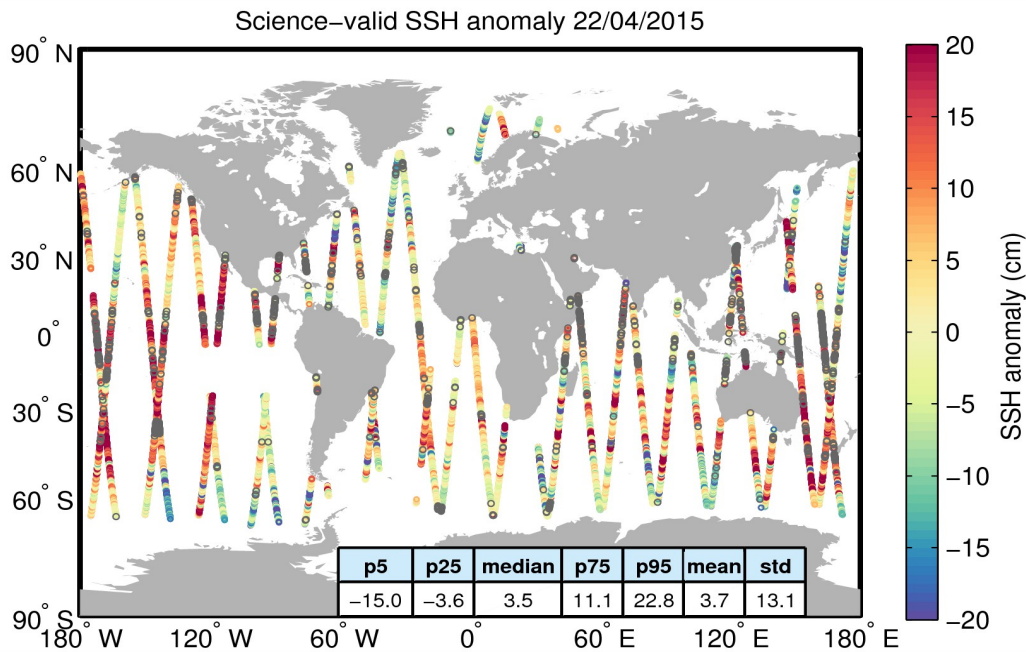 Science−valid SSH anomaly 22/04/2015
90° N
60° N
30° N
0°
30° S
60° S
90° S
180° W
120° W
60° W
0°
60° E
120° E
180° E
p5 p25 median p75 p95 mean std
−15.0 −3.6 3.5 11.1 22.8 3.7 13.1
20
15
10
5
0
−5
−10
−15
−20
SSH anomaly (cm)